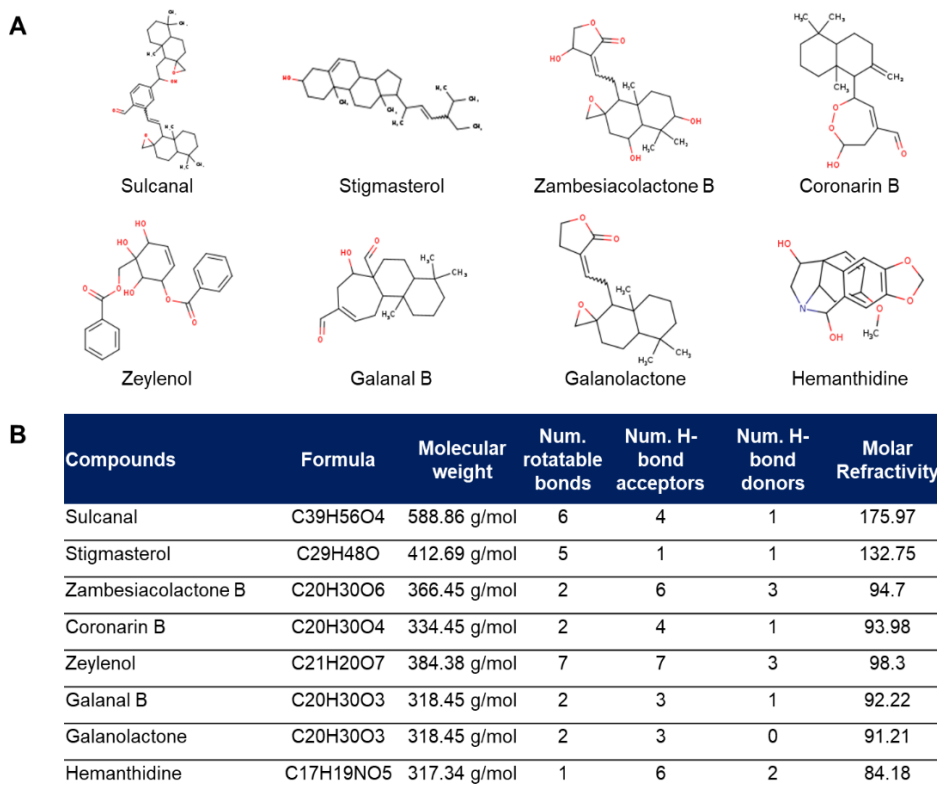 A
Sulcanal
Stigmasterol
Zambesiacolactone B
Coronarin B
Zeylenol
Galanal B
Galanolactone
Hemanthidine
B
Compounds Formula Molecular weight Num. rotatable bonds Num. H-bond acceptors Num. H-bond donors Molar Refractivity
Sulcanal C39H56O4 588.86 g/mol 6 4 1 175.97
Stigmasterol C29H48O 412.69 g/mol 5 1 1 132.75
Zambesiacolactone B C20H30O6 366.45 g/mol 2 6 3 94.7
Coronarin B C20H30O4 334.45 g/mol 2 4 1 93.98
Zeylenol C21H20O7 384.38 g/mol 7 7 3 98.3
Galanal B C20H30O3 318.45 g/mol 2 3 1 92.22
Galanolactone C20H30O3 318.45 g/mol 2 3 0 91.21
Hemanthidine C17H19NO5 317.34 g/mol 1 6 2 84.18